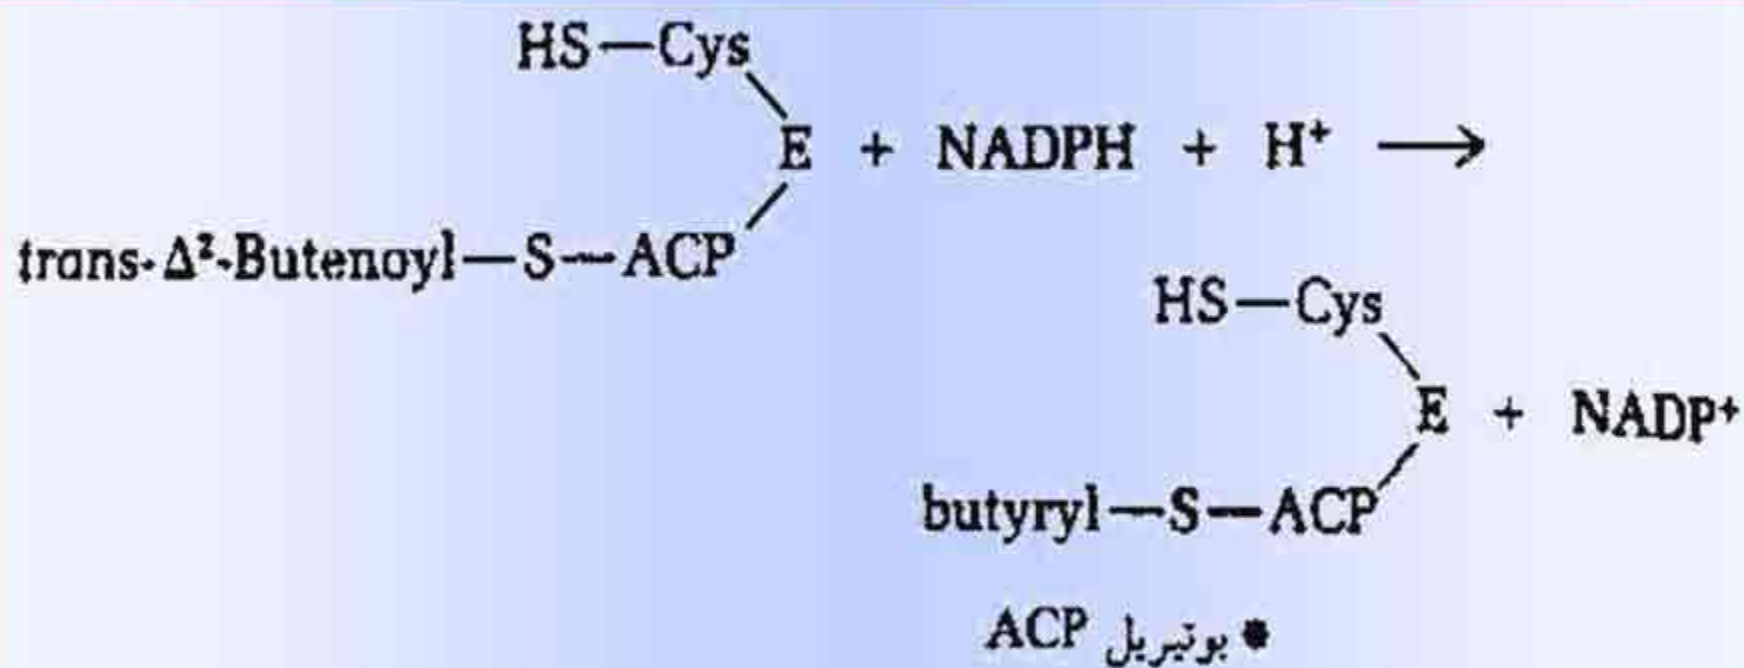 HS—Cys
E + NADPH + H⁺ ⟶
trans-Δ²-Butenoyl—S—ACP
HS—Cys
E + NADP⁺
butyryl—S—ACP
• بوتيريل ACP